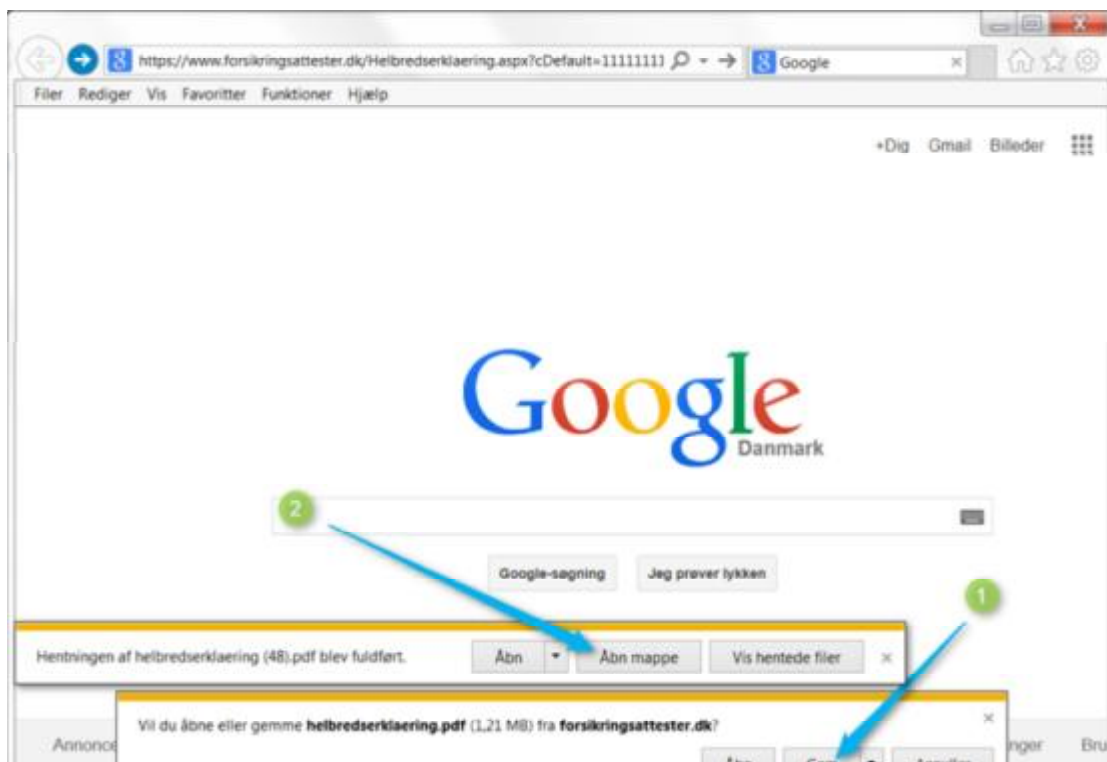 https://www.forsikringsattester.dk/Helbredserklaering.aspx?cDefault=11111111
Google
Filer Rediger Vis Favoritter Funktioner Hjælp
+Dig Gmail Billeder
Google
Danmark
2
Google-søgning Jeg prøver lykken
1
Hentningen af helbredserklaering (48).pdf blev fuldført. Åbn Åbn mappe Vis hentede filer
Vil du åbne eller gemme helbredserklaering.pdf (1,21 MB) fra forsikringsattester.dk?